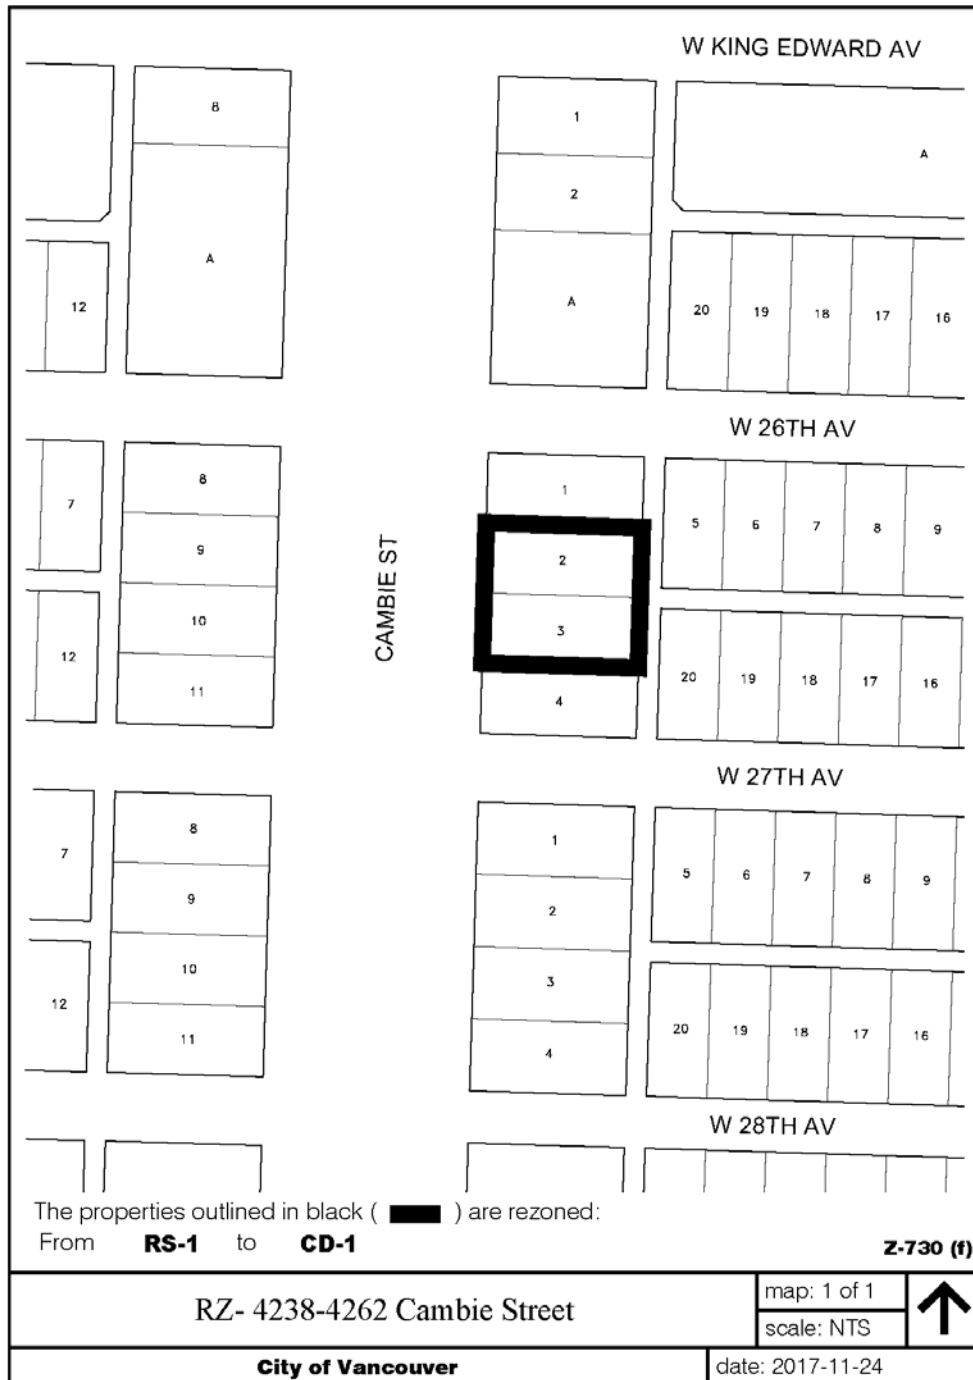 W KING EDWARD AV
8
1
A
2
A
12
A
20 19 18 17 16
W 26TH AV
8
1
7
9
5 6 7 8 9
2
CAMBIE ST
10
3
12
11
4
20 19 18 17 16
W 27TH AV
8
1
7
9
2
5 6 7 8 9
10
3
12
11
4
20 19 18 17 16
W 28TH AV
The properties outlined in black ( ) are rezoned:
From RS-1 to CD-1
Z-730 (f)
RZ- 4238-4262 Cambie Street
map: 1 of 1
scale: NTS
City of Vancouver
date: 2017-11-24